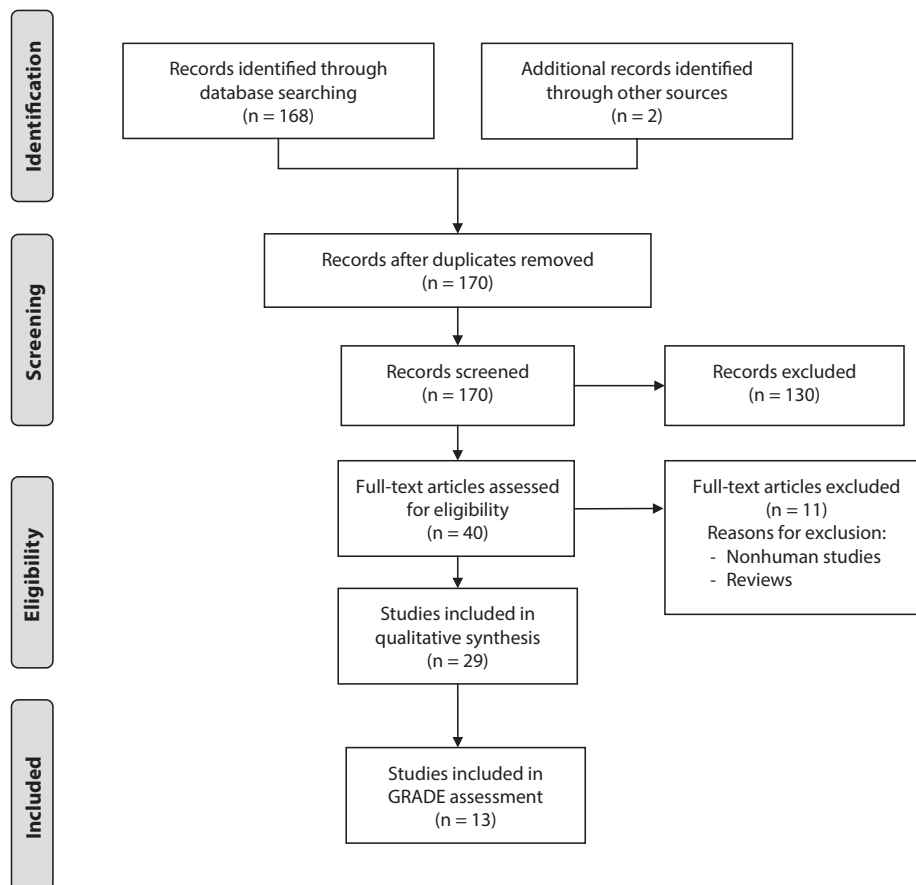 Identification
Records identified through
database searching
(n = 168)
Additional records identified
through other sources
(n = 2)
Screening
Records after duplicates removed
(n = 170)
Records screened
(n = 170)
Records excluded
(n = 130)
Eligibility
Full-text articles assessed
for eligibility
(n = 40)
Full-text articles excluded
(n = 11)
Reasons for exclusion:
- Nonhuman studies
- Reviews
Studies included in
qualitative synthesis
(n = 29)
Included
Studies included in
GRADE assessment
(n = 13)